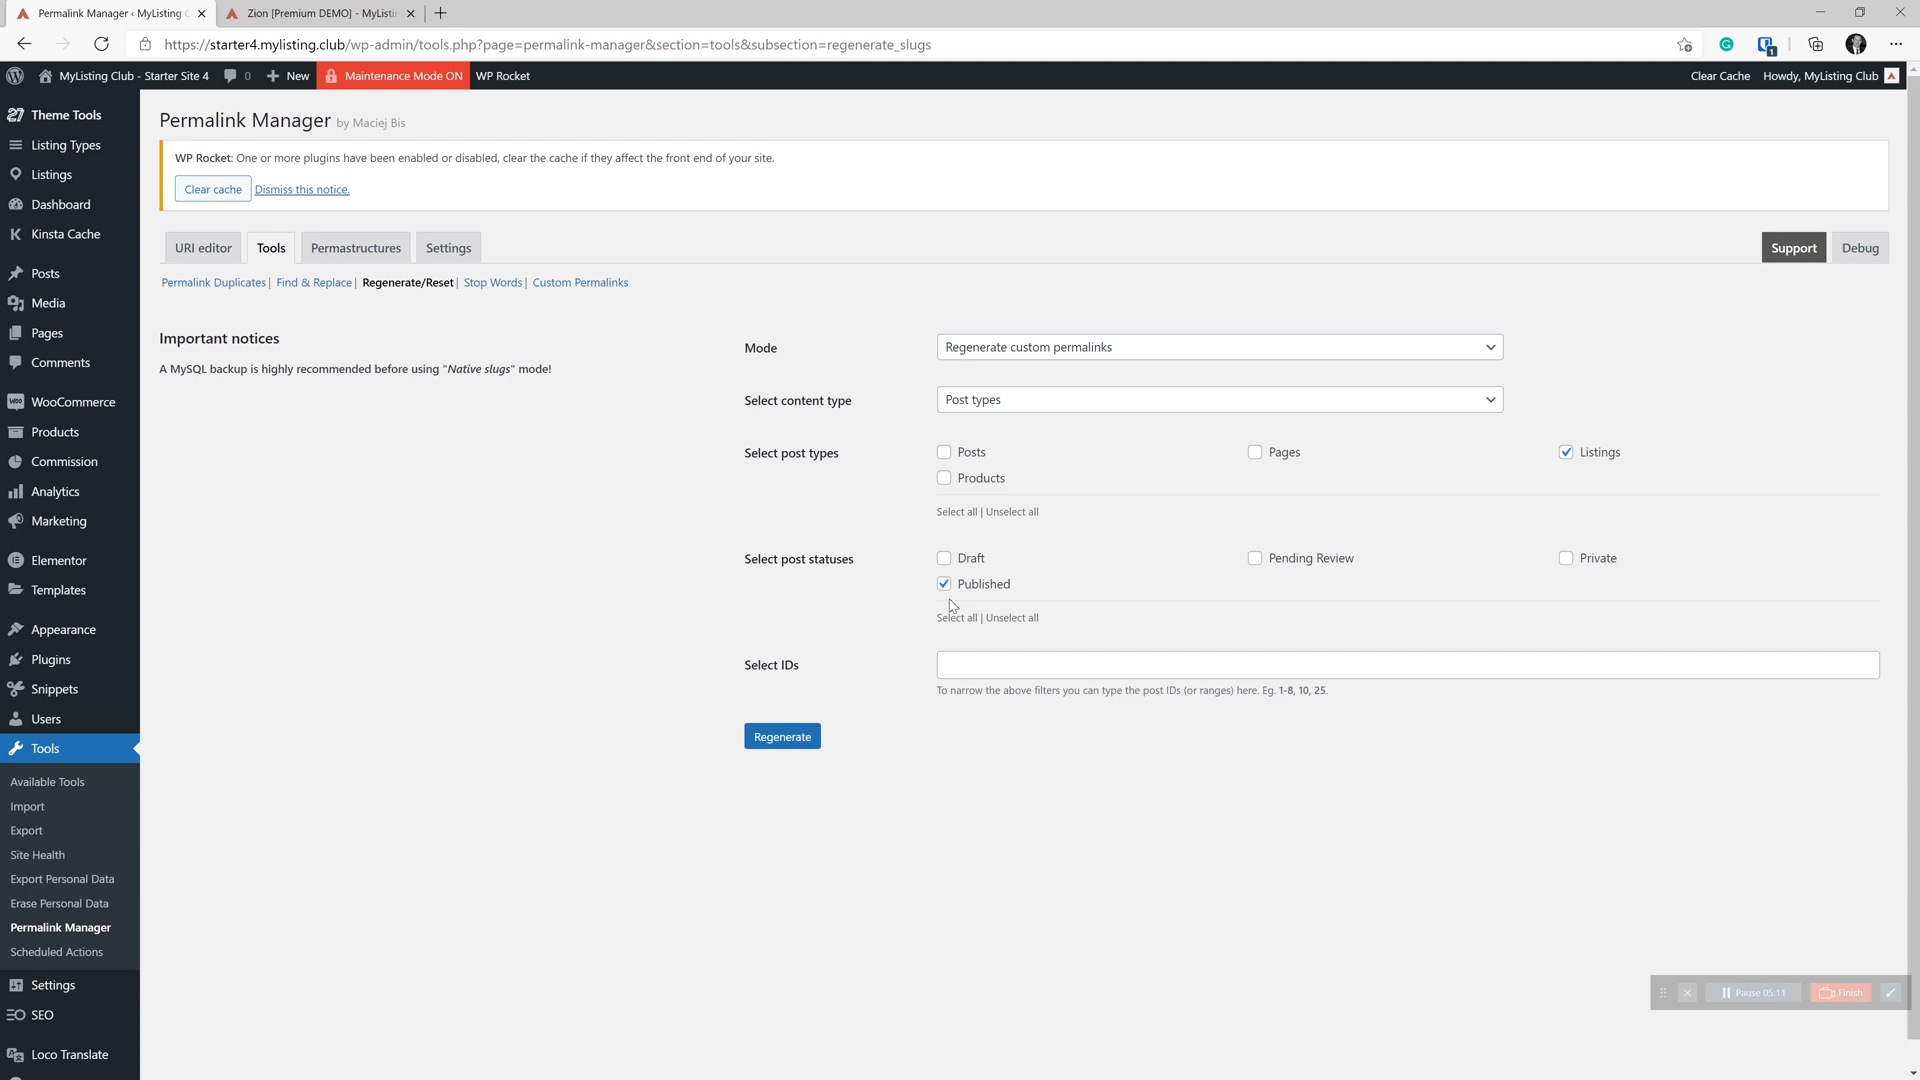 Permalink Manager ‹ MyListing C
Zion [Premium DEMO] - MyListin
https://starter4.mylisting.club/wp-admin/tools.php?page=permalink-manager&section=tools&subsection=regenerate_slugs
1
MyListing Club - Starter Site 4
0
New
Maintenance Mode ON
WP Rocket
Clear Cache
Howdy, MyListing Club
27 Theme Tools
Listing Types
Listings
Dashboard
Kinsta Cache
Posts
Media
Pages
Comments
WooCommerce
Products
Commission
Analytics
Marketing
Elementor
Templates
Appearance
Plugins
Snippets
Users
Tools
Available Tools
Import
Export
Site Health
Export Personal Data
Erase Personal Data
Permalink Manager
Scheduled Actions
Settings
SEO
Loco Translate
Permalink Manager by Maciej Bis
WP Rocket: One or more plugins have been enabled or disabled, clear the cache if they affect the front end of your site.
Clear cache
Dismiss this notice.
URI editor
Tools
Permastructures
Settings
Support
Debug
Permalink Duplicates | Find & Replace | Regenerate/Reset | Stop Words | Custom Permalinks
Important notices
A MySQL backup is highly recommended before using "Native slugs" mode!
Mode
Regenerate custom permalinks
Select content type
Post types
Select post types
Posts
Pages
Listings
Products
Select all | Unselect all
Select post statuses
Draft
Pending Review
Private
Published
Select all | Unselect all
Select IDs
To narrow the above filters you can type the post IDs (or ranges) here. Eg. 1-8, 10, 25.
Regenerate
Pause 05:11
Finish